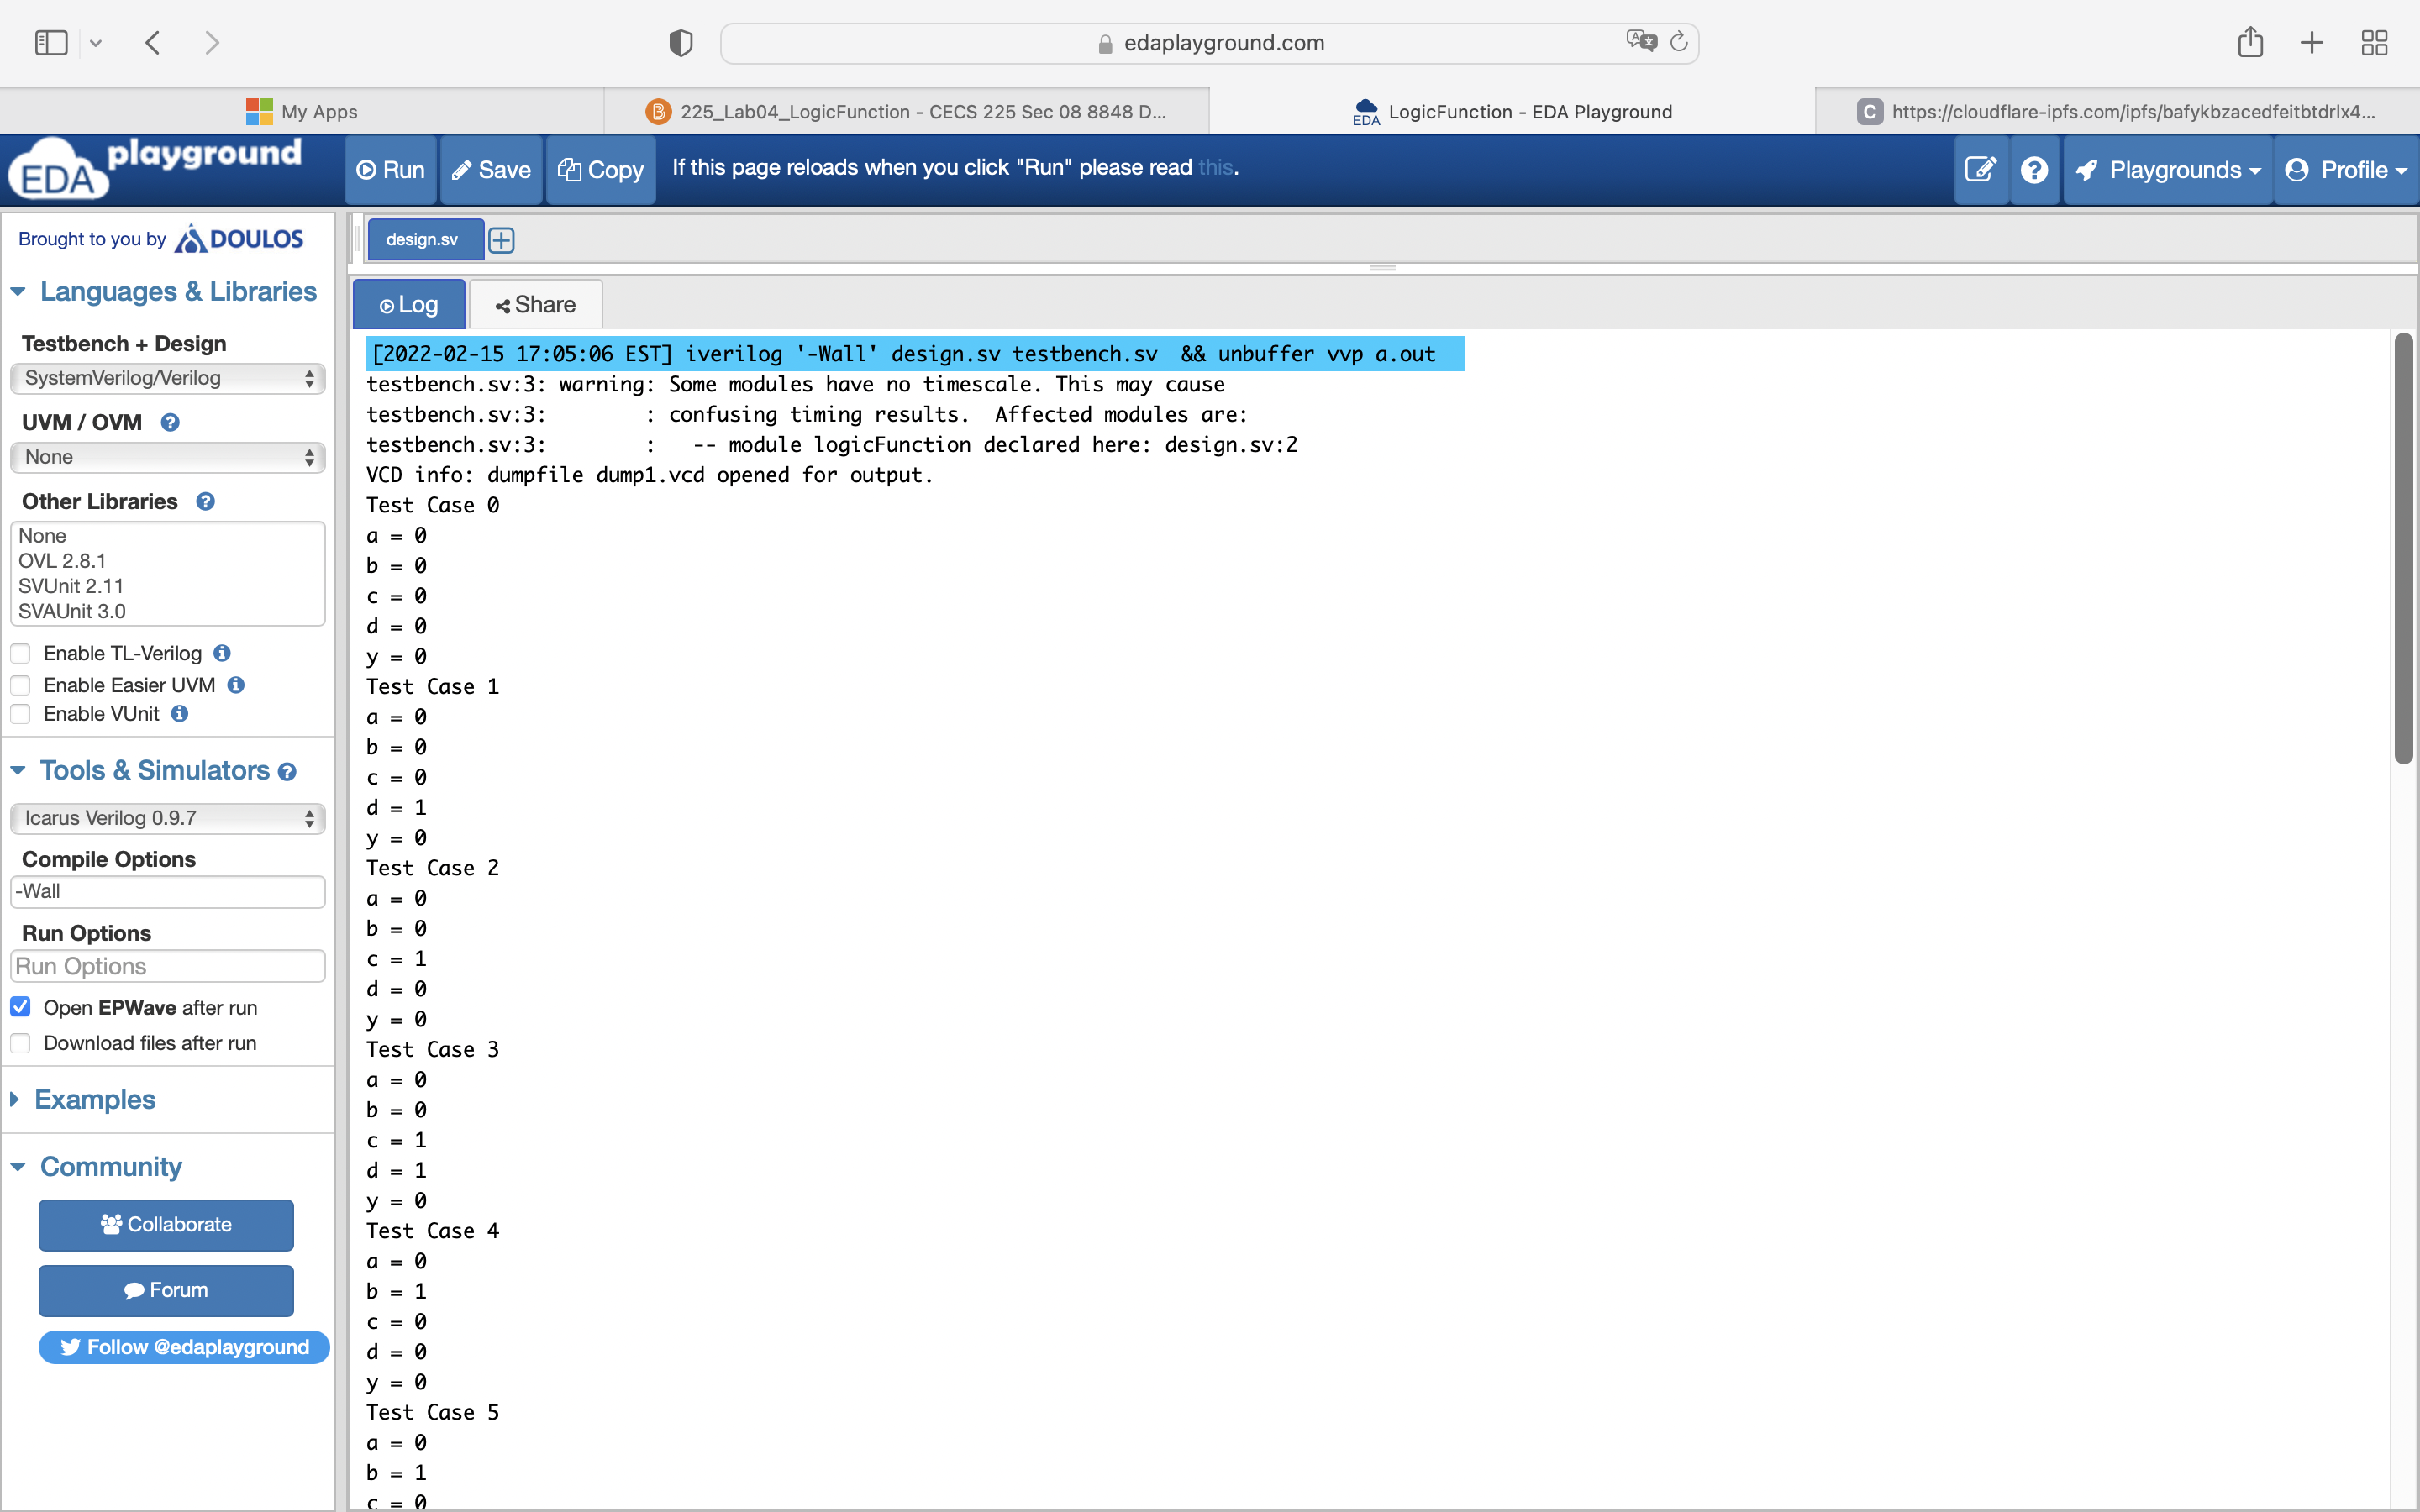 edaplayground.com
My Apps
225_Lab04_LogicFunction - CECS 225 Sec 08 8848 D...
EDA
LogicFunction - EDA Playground
C
https://cloudflare-ipfs.com/ipfs/bafykbzacedfeitbtdrlx4...
EDA playground
Run
Save
Copy
If this page reloads when you click "Run" please read this.
Playgrounds
Profile
Brought to you by DOULOS
Languages & Libraries
Testbench + Design
SystemVerilog/Verilog
UVM / OVM
None
Other Libraries
None
OVL 2.8.1
SVUnit 2.11
SVAUnit 3.0
Enable TL-Verilog
Enable Easier UVM
Enable VUnit
Tools & Simulators
Icarus Verilog 0.9.7
Compile Options
-Wall
Run Options
Run Options
Open EPWave after run
Download files after run
Examples
Community
Collaborate
Forum
Follow @edaplayground
design.sv
Log
Share
[2022-02-15 17:05:06 EST] iverilog '-Wall' design.sv testbench.sv  && unbuffer vvp a.out
testbench.sv:3: warning: Some modules have no timescale. This may cause
testbench.sv:3:         : confusing timing results.  Affected modules are:
testbench.sv:3:         :   -- module logicFunction declared here: design.sv:2
VCD info: dumpfile dump1.vcd opened for output.
Test Case 0
a = 0
b = 0
c = 0
d = 0
y = 0
Test Case 1
a = 0
b = 0
c = 0
d = 1
y = 0
Test Case 2
a = 0
b = 0
c = 1
d = 0
y = 0
Test Case 3
a = 0
b = 0
c = 1
d = 1
y = 0
Test Case 4
a = 0
b = 1
c = 0
d = 0
y = 0
Test Case 5
a = 0
b = 1
c = 0